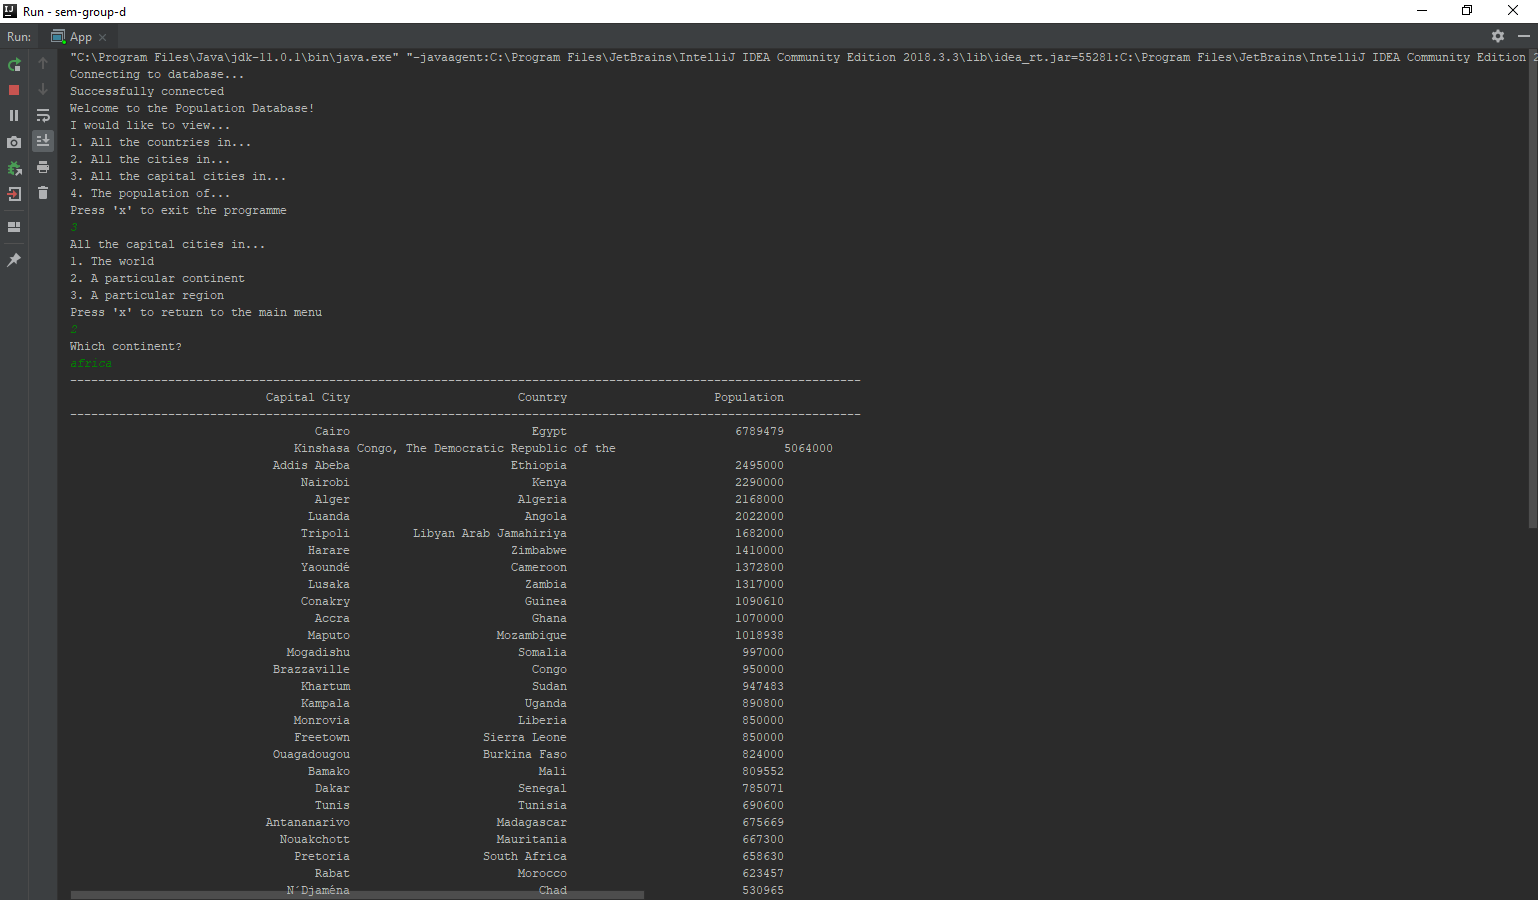 Run - sem-group-d
Run: App
"C:\Program Files\Java\jdk-11.0.1\bin\java.exe" "-javaagent:C:\Program Files\JetBrains\IntelliJ IDEA Community Edition 2018.3.3\lib\idea_rt.jar=55281:C:\Program Files\JetBrains\IntelliJ IDEA Community Edition 2
Connecting to database...
Successfully connected
Welcome to the Population Database!
I would like to view...
1. All the countries in...
2. All the cities in...
3. All the capital cities in...
4. The population of...
Press 'x' to exit the programme
3
All the capital cities in...
1. The world
2. A particular continent
3. A particular region
Press 'x' to return to the main menu
2
Which continent?
africa
-----------------------------------------------------------------------------------------------------------------
Capital City Country Population
-----------------------------------------------------------------------------------------------------------------
Cairo Egypt 6789479
Kinshasa Congo, The Democratic Republic of the 5064000
Addis Abeba Ethiopia 2495000
Nairobi Kenya 2290000
Alger Algeria 2168000
Luanda Angola 2022000
Tripoli Libyan Arab Jamahiriya 1682000
Harare Zimbabwe 1410000
Yaoundé Cameroon 1372800
Lusaka Zambia 1317000
Conakry Guinea 1090610
Accra Ghana 1070000
Maputo Mozambique 1018938
Mogadishu Somalia 997000
Brazzaville Congo 950000
Khartum Sudan 947483
Kampala Uganda 890800
Monrovia Liberia 850000
Freetown Sierra Leone 850000
Ouagadougou Burkina Faso 824000
Bamako Mali 809552
Dakar Senegal 785071
Tunis Tunisia 690600
Antananarivo Madagascar 675669
Nouakchott Mauritania 667300
Pretoria South Africa 658630
Rabat Morocco 623457
N´Djaména Chad 530965